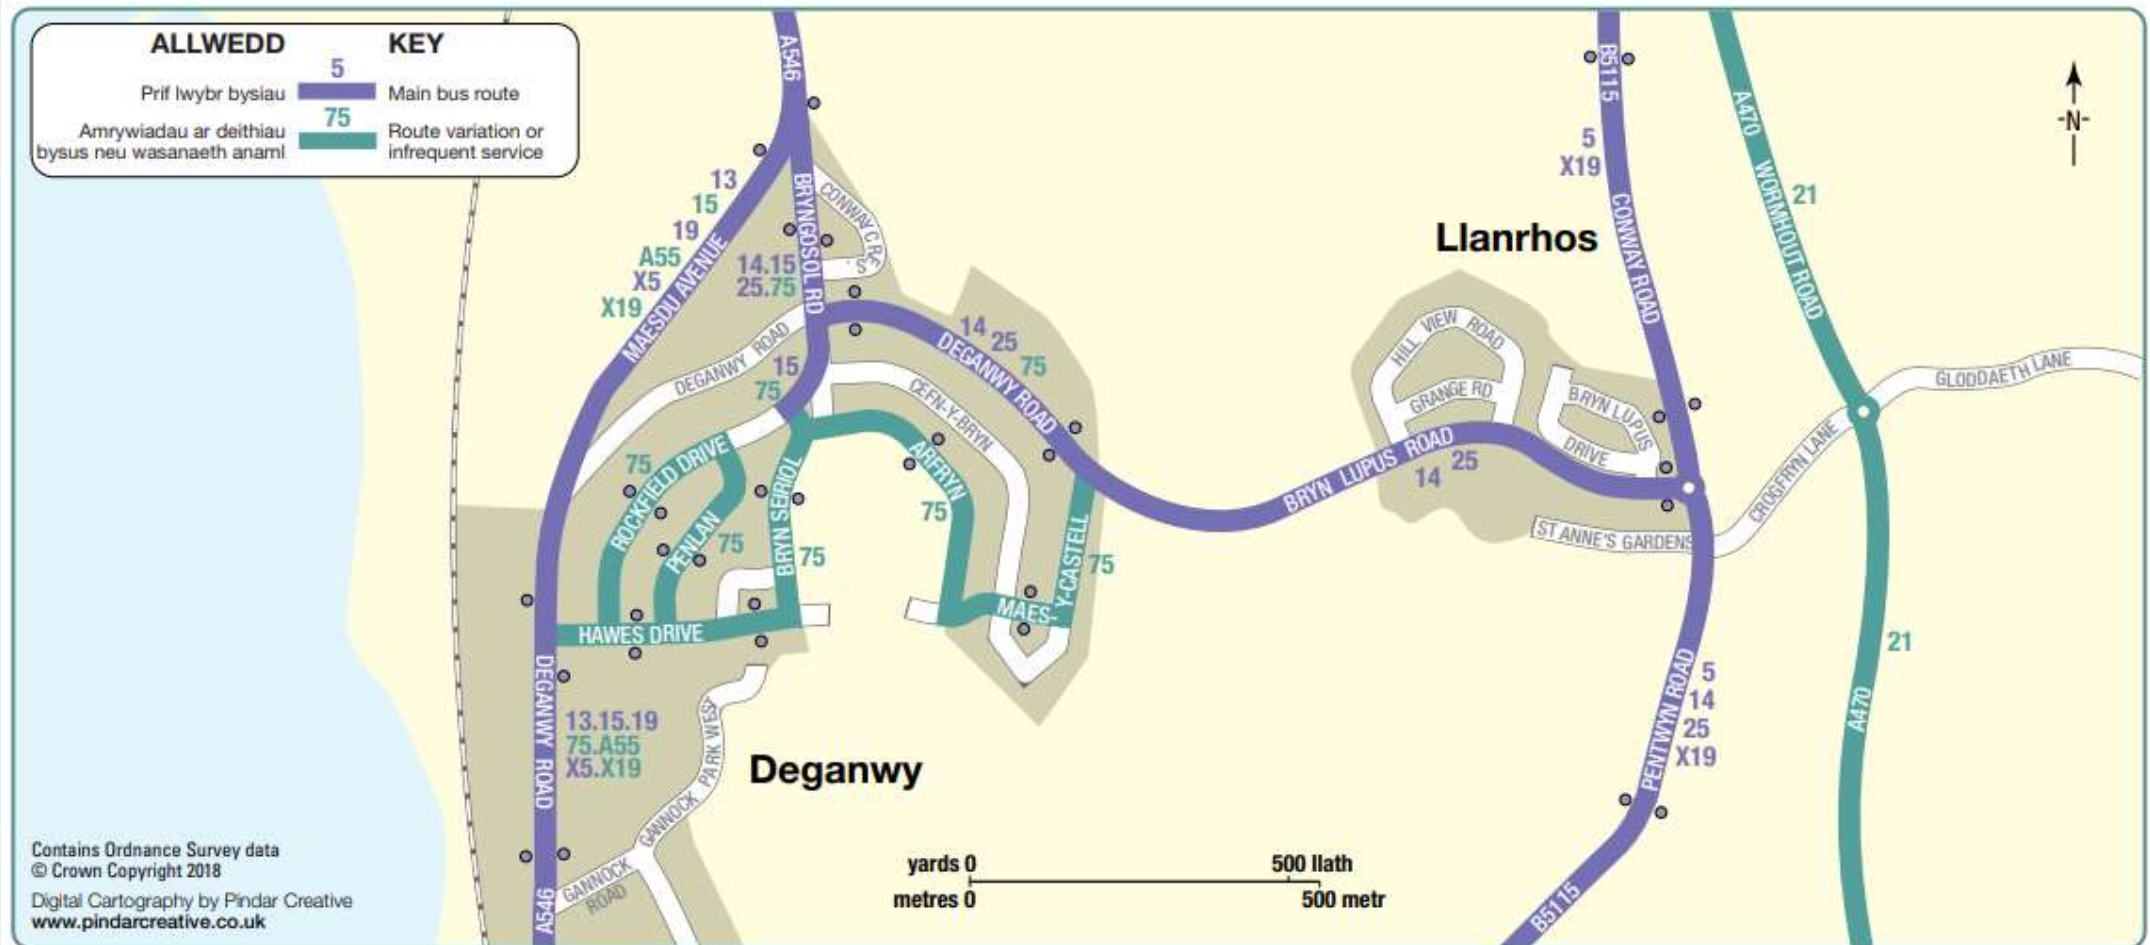 ALLWEDD KEY
5
Prif lwybr bysiau Main bus route
75
Amrywiadau ar deithiau Route variation or
bysus neu wasanaeth anaml infrequent service
A546
B5115
A470 WORMHOUT ROAD
-N-
5
X19
21
13
15
19
A55
X5
X19
MAESDU AVENUE
BRYNGOSOL RD
CONWAY CRES.
14.15
25.75
CONWAY ROAD
Llanrhos
DEGANWY ROAD
15
75
14
25
75
DEGANWY ROAD
CEFN-Y-BRYN
HILL VIEW ROAD
GRANGE RD
BRYN LUPUS
DRIVE
GLODDAETH LANE
CROGFRYN LANE
BRYN LUPUS ROAD
14
25
ST ANNE'S GARDENS
75
ROCKFIELD DRIVE
PENLAN
75
BRYN SEIRIOL
75
ARFRYN
75
MAES-
Y-CASTELL
75
HAWES DRIVE
DEGANWY ROAD
13.15.19
75.A55
X5.X19
GANNOCK PARK WEST
Deganwy
PENTWYN ROAD
5
14
25
X19
21
A470
GANNOCK
ROAD
A546
B5115
yards 0 500 llath
metres 0 500 metr
Contains Ordnance Survey data
© Crown Copyright 2018
Digital Cartography by Pindar Creative
www.pindarcreative.co.uk